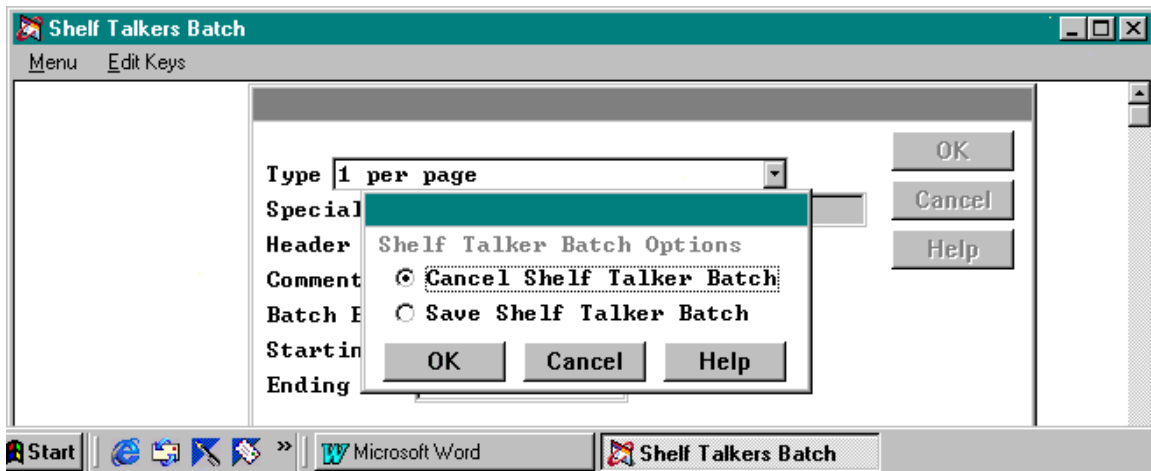 Shelf Talkers Batch
Menu Edit Keys
OK
Type 1 per page
Cancel
Special
Header
Help
Comment
Batch E
Startin
Ending
Shelf Talker Batch Options
Cancel Shelf Talker Batch
Save Shelf Talker Batch
OK Cancel Help
Start » Microsoft Word Shelf Talkers Batch